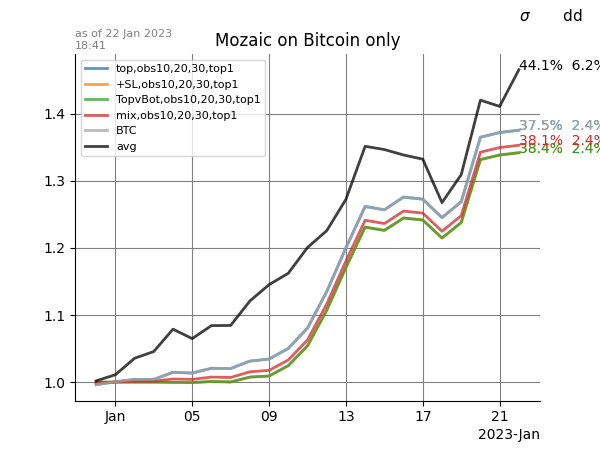 σ dd
as of 22 Jan 2023
18:41
Mozaic on Bitcoin only
top,obs10,20,30,top1
+SL,obs10,20,30,top1
TopvBot,obs10,20,30,top1
mix,obs10,20,30,top1
BTC
avg
44.1% 6.2%
37.5% 2.4%
38.1% 2.4%
38.4% 2.4%
1.4
1.3
1.2
1.1
1.0
Jan 05 09 13 17 21
2023-Jan